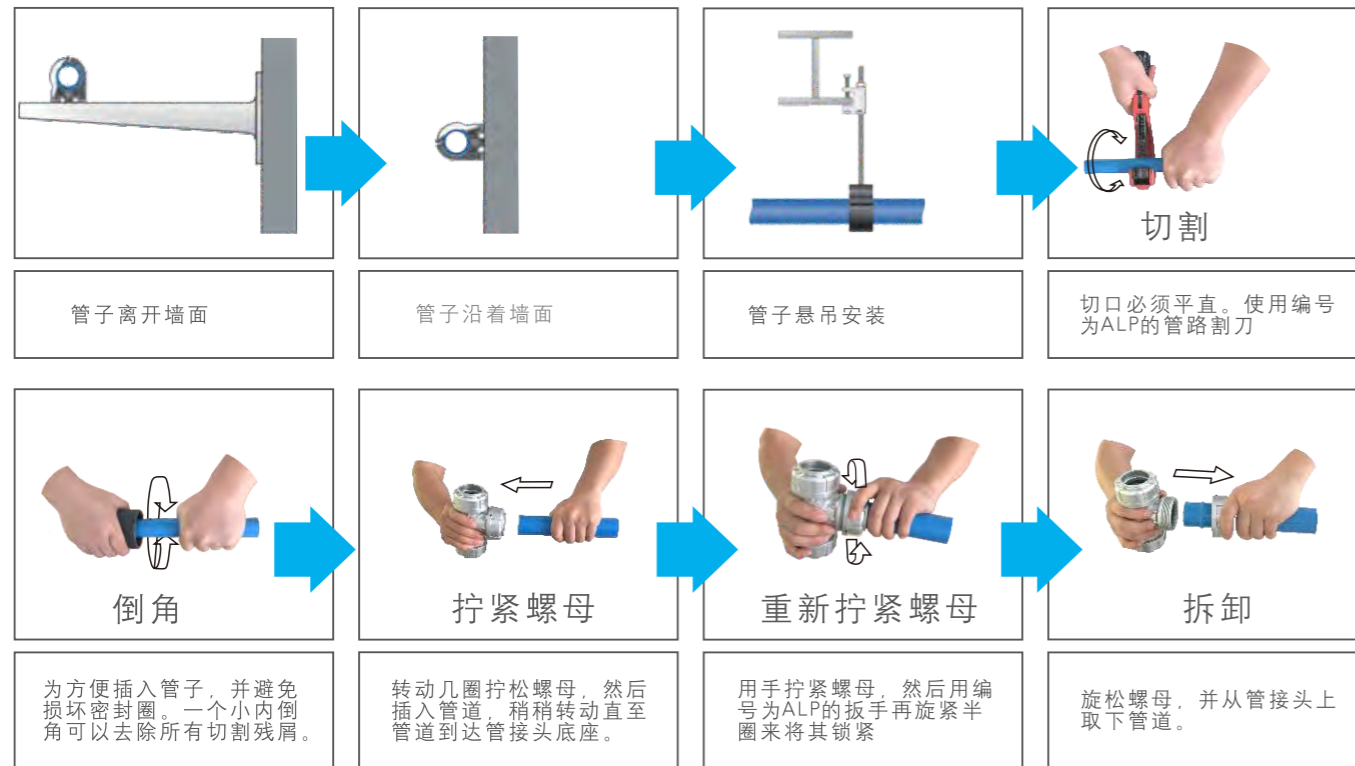 管子离开墙面
管子沿着墙面
管子悬吊安装
切割
切口必须平直。使用编号
为ALP的管路割刀
倒角
为方便插入管子，并避免
损坏密封圈。一个小内倒
角可以去除所有切割残屑。
拧紧螺母
转动几圈拧松螺母，然后
插入管道，稍稍转动直至
管道到达管接头底座。
重新拧紧螺母
用手拧紧螺母，然后用编
号为ALP的扳手再旋紧半
圈来将其锁紧
拆卸
旋松螺母，并从管接头上
取下管道。